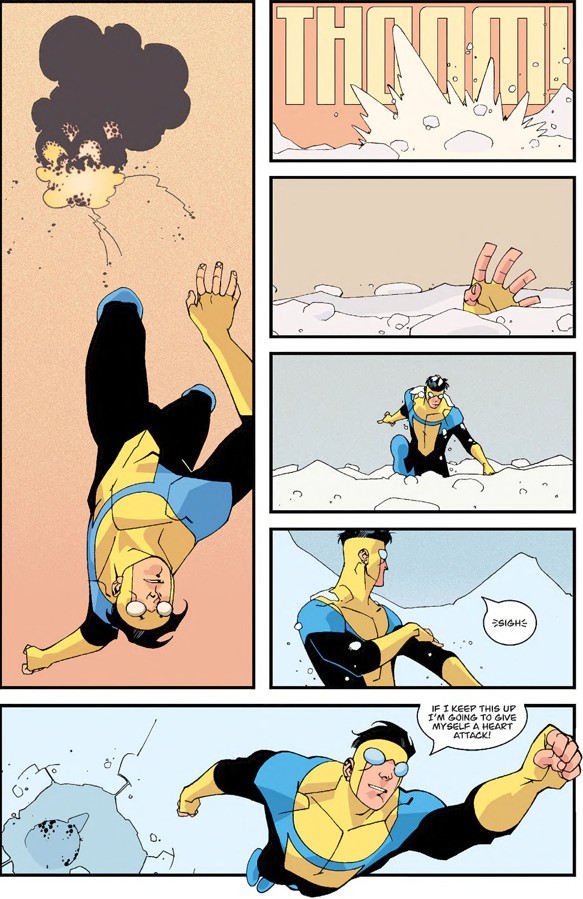 THOOM!
SIGH
IF I KEEP THIS UP
I'M GOING TO GIVE
MYSELF A HEART
ATTACK!